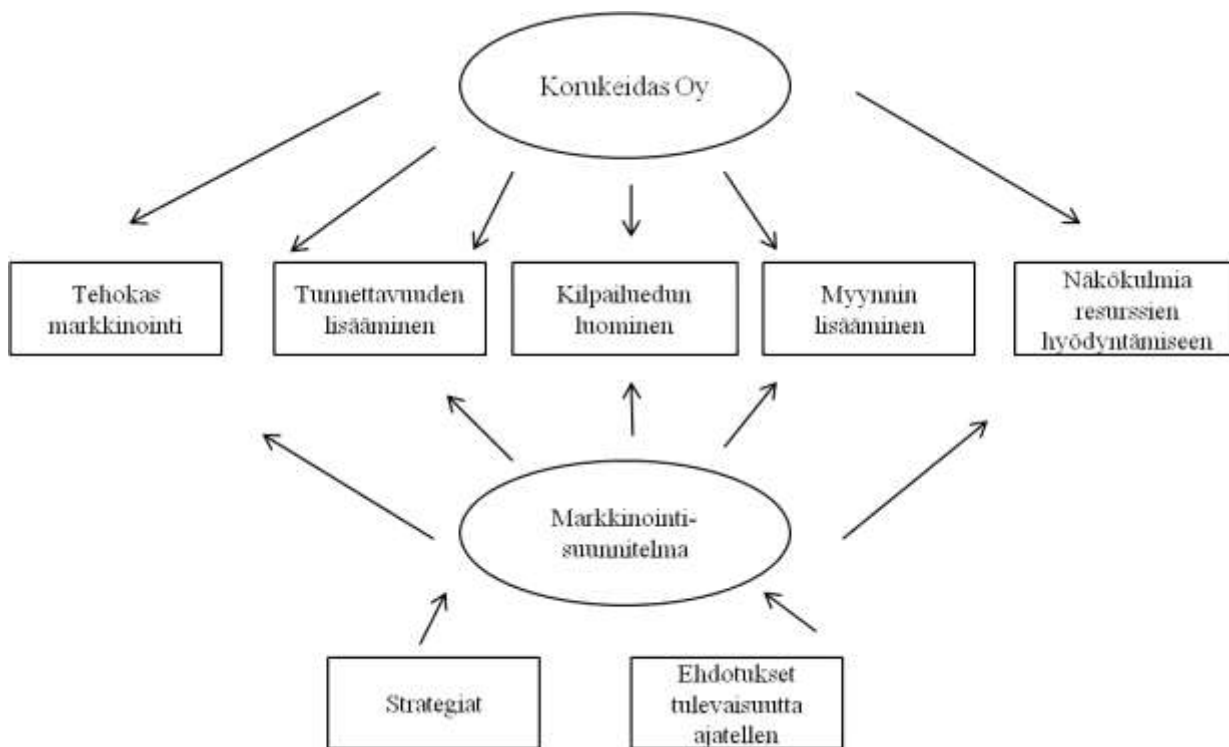 Korukeidas Oy
Tehokas
markkinointi
Tunnettavuuden
lisääminen
Kilpailuedun
luominen
Myynnin
lisääminen
Näkökulmia
resurssien
hyödyntämiseen
Markkinointi-
suunnitelma
Strategiat
Ehdotukset
tulevaisuutta
ajatellen